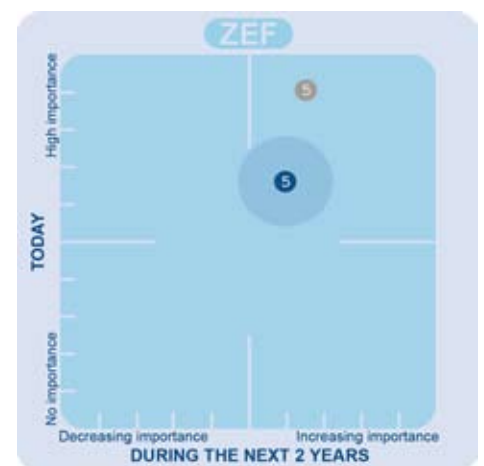 ZEF
High importance
5
5
TODAY
No importance
Decreasing importance
Increasing importance
DURING THE NEXT 2 YEARS